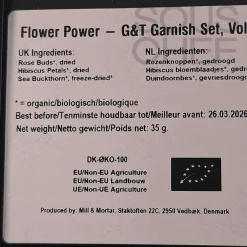 Flower Power – G&T Garnish Set, Vol
UK Ingredients:
Rose Buds*, dried
Hibiscus Petals*, dried
Sea Buckthorn*, freeze-dried*
NL Ingredienten:
Rozenknoppen*, gedroogd
Hibiscus bloemblaadjes*, gedroogd
Duindoornbes*, gevriesdroogd
* = organic/biologisch/biologique
Best before/Tenminste houdbaar tot/Meilleur avant: 26.03.2026
Net weight/Netto gewicht/Poids net: 35 g.
DK-ØKO-100
EU/Non-EU Agriculture
EU/Non-EU Landbouw
UE/Non-UE Agriculture
Produced by: Mill & Mortar, Staktoften 22C, 2950 Vedbæk, Denmark